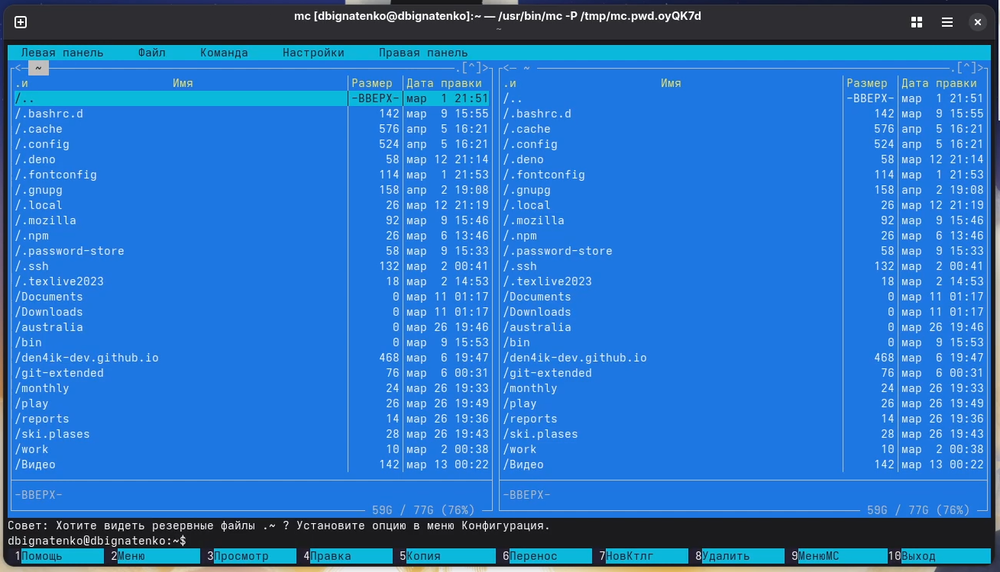 mc [dbignatenko@dbignatenko]:~ — /usr/bin/mc -P /tmp/mc.pwd.oyQK7d
~
Левая панель Файл Команда Настройки Правая панель
<— ~ .[^]> <— ~ .[^]>
.и Имя Размер Дата правки .и Имя Размер Дата правки
/.. -ВВЕРХ- мар 1 21:51 /.. -ВВЕРХ- мар 1 21:51
/.bashrc.d 142 мар 9 15:55 /.bashrc.d 142 мар 9 15:55
/.cache 576 апр 5 16:21 /.cache 576 апр 5 16:21
/.config 524 апр 5 16:21 /.config 524 апр 5 16:21
/.deno 58 мар 12 21:14 /.deno 58 мар 12 21:14
/.fontconfig 114 мар 1 21:53 /.fontconfig 114 мар 1 21:53
/.gnupg 158 апр 2 19:08 /.gnupg 158 апр 2 19:08
/.local 26 мар 12 21:19 /.local 26 мар 12 21:19
/.mozilla 92 мар 9 15:46 /.mozilla 92 мар 9 15:46
/.npm 26 мар 6 13:46 /.npm 26 мар 6 13:46
/.password-store 58 мар 9 15:33 /.password-store 58 мар 9 15:33
/.ssh 132 мар 2 00:41 /.ssh 132 мар 2 00:41
/.texlive2023 18 мар 2 14:53 /.texlive2023 18 мар 2 14:53
/Documents 0 мар 11 01:17 /Documents 0 мар 11 01:17
/Downloads 0 мар 11 01:17 /Downloads 0 мар 11 01:17
/australia 0 мар 26 19:46 /australia 0 мар 26 19:46
/bin 0 мар 9 15:53 /bin 0 мар 9 15:53
/den4ik-dev.github.io 468 мар 6 19:47 /den4ik-dev.github.io 468 мар 6 19:47
/git-extended 76 мар 6 00:31 /git-extended 76 мар 6 00:31
/monthly 24 мар 26 19:33 /monthly 24 мар 26 19:33
/play 26 мар 26 19:49 /play 26 мар 26 19:49
/reports 14 мар 26 19:36 /reports 14 мар 26 19:36
/ski.plases 28 мар 26 19:43 /ski.plases 28 мар 26 19:43
/work 10 мар 2 00:38 /work 10 мар 2 00:38
/Видео 142 мар 13 00:22 /Видео 142 мар 13 00:22
-ВВЕРХ- -ВВЕРХ-
59G / 77G (76%) 59G / 77G (76%)
Совет: Хотите видеть резервные файлы .~ ? Установите опцию в меню Конфигурация.
dbignatenko@dbignatenko:~$
1Помощь 2Меню 3Просмотр 4Правка 5Копия 6Перенос 7НовКтлг 8Удалить 9МенюMC 10Выход